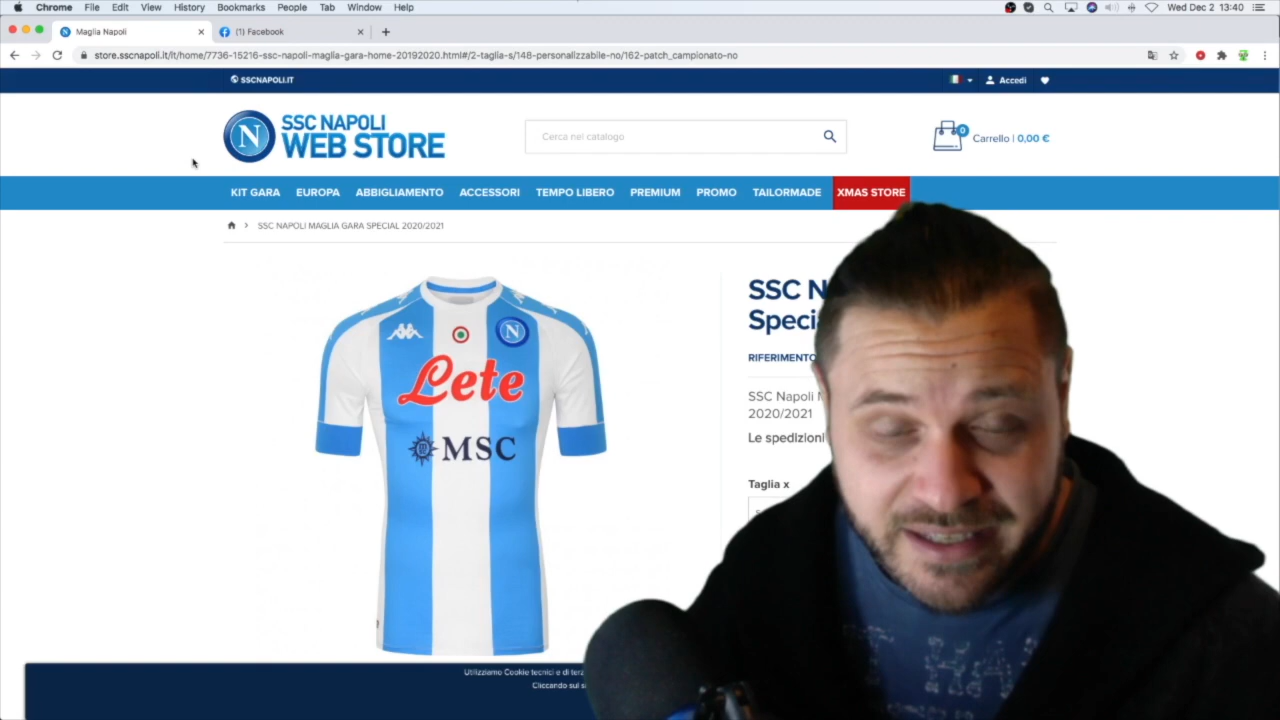 Chrome File Edit View History Bookmarks People Tab Window Help Wed Dec 2 13:40
Maglia Napoli (1) Facebook
store.sscnapoli.it/it/home/7736-15216-ssc-napoli-maglia-gara-home-20192020.html#/2-taglia-s/148-personalizzabile-no/162-patch_campionato-no
SSCNAPOLI.IT Accedi
SSC NAPOLI
WEB STORE
Cerca nel catalogo
0
Carrello | 0,00 €
KIT GARA EUROPA ABBIGLIAMENTO ACCESSORI TEMPO LIBERO PREMIUM PROMO TAILORMADE XMAS STORE
SSC NAPOLI MAGLIA GARA SPECIAL 2020/2021
N
Lete
MSC
SSC N
Speci
RIFERIMENTO
SSC Napoli
2020/2021
Le spedizioni
Taglia x
Utilizziamo Cookie tecnici e di terz
Cliccando sul s